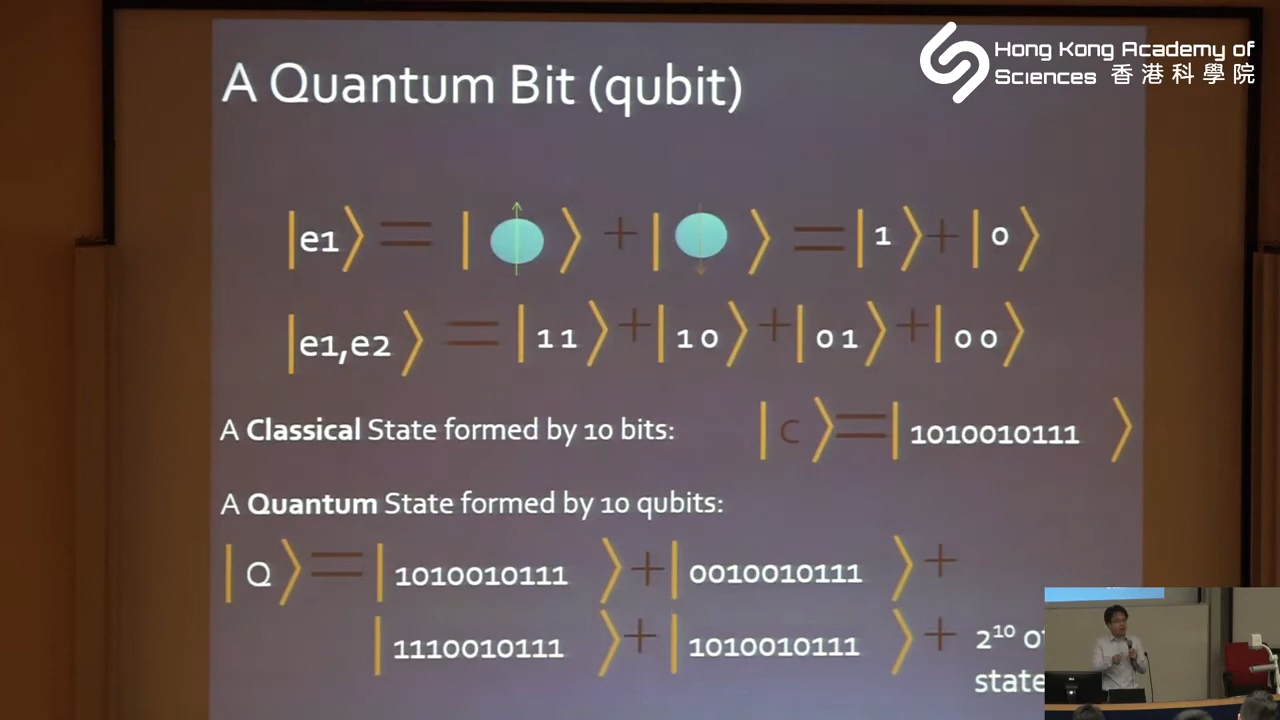 Hong Kong Academy of
Sciences 香港科學院
A Quantum Bit (qubit)
|e1⟩ = | ⟩ + | ⟩ = |1⟩ + |0⟩
|e1,e2⟩ = |11⟩ + |10⟩ + |01⟩ + |00⟩
A Classical State formed by 10 bits: |C⟩ = |1010010111⟩
A Quantum State formed by 10 qubits:
|Q⟩ = |1010010111⟩ + |0010010111⟩ +
|1110010111⟩ + |1010010111⟩ + 2¹⁰
state